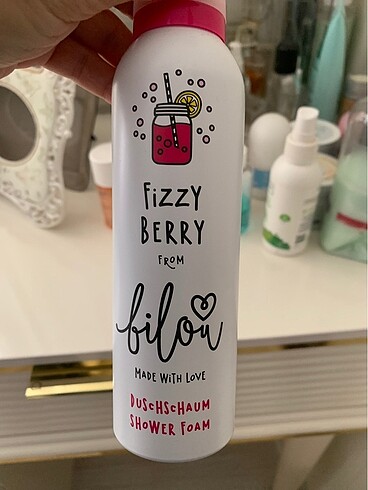 FiZZY
BERRY
FROM
bilou
MADE WiTH LOVE
DUSCHSCHAUM
SHOWER FOAM